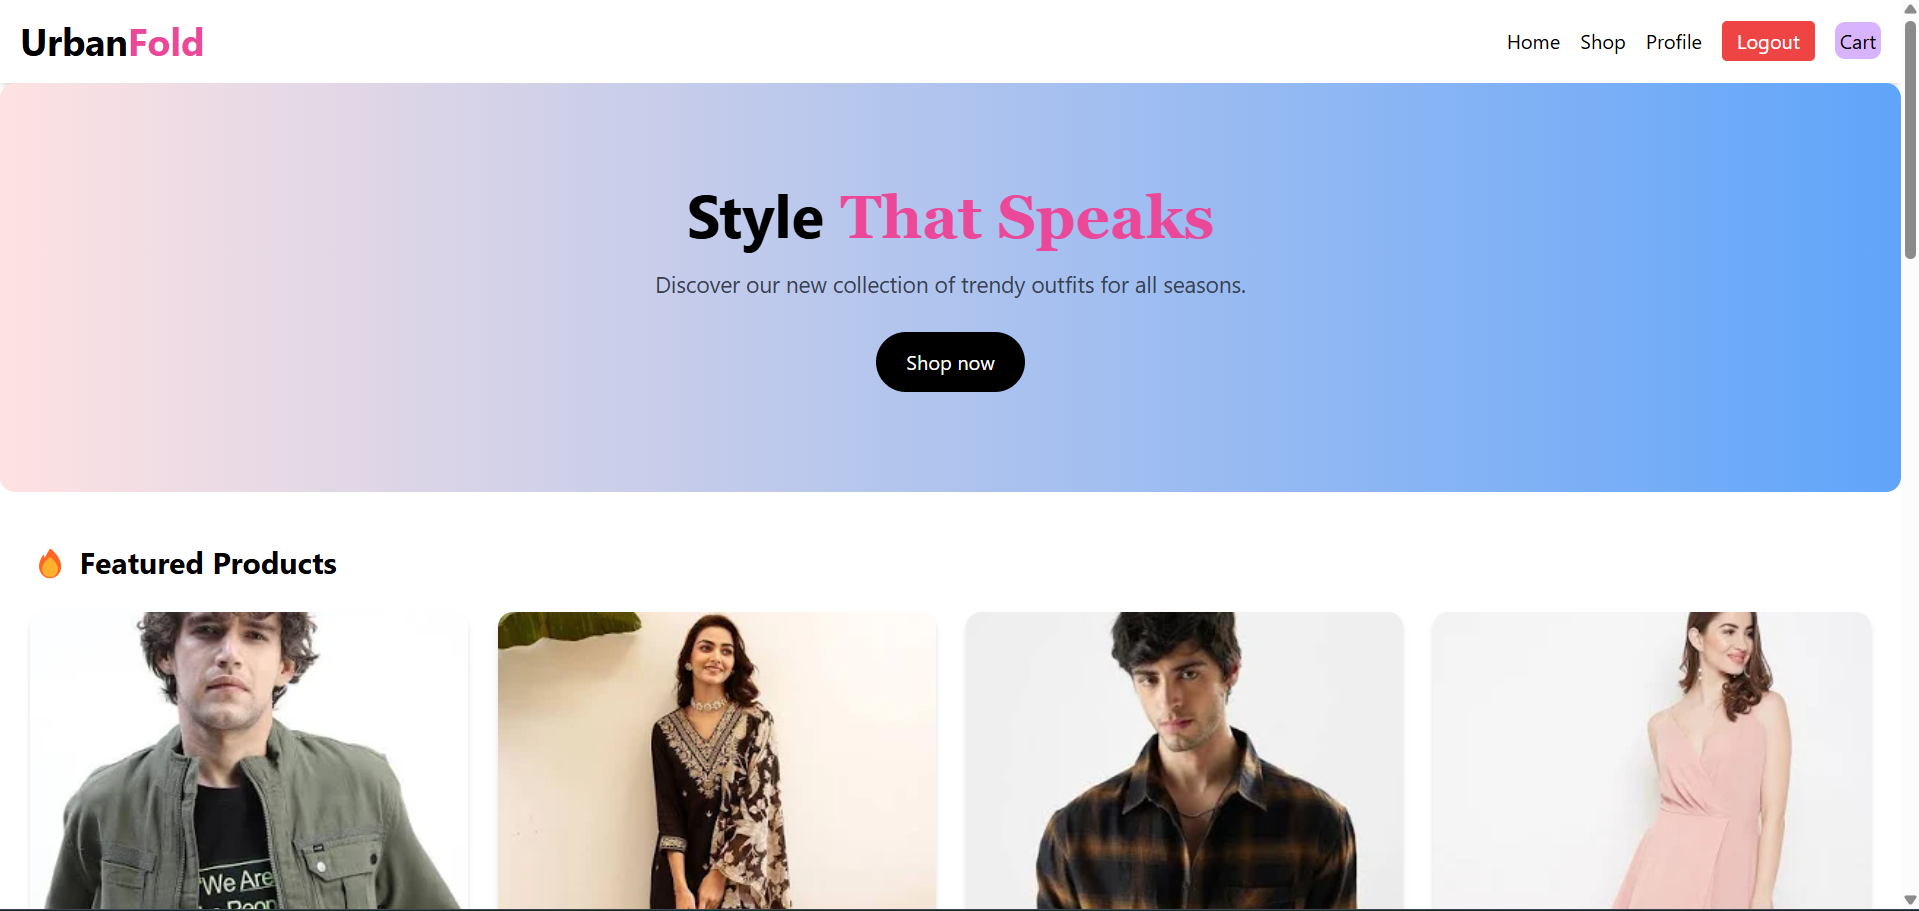 UrbanFold
Home Shop Profile Logout Cart
Style That Speaks
Discover our new collection of trendy outfits for all seasons.
Shop now
🔥 Featured Products
"We Are